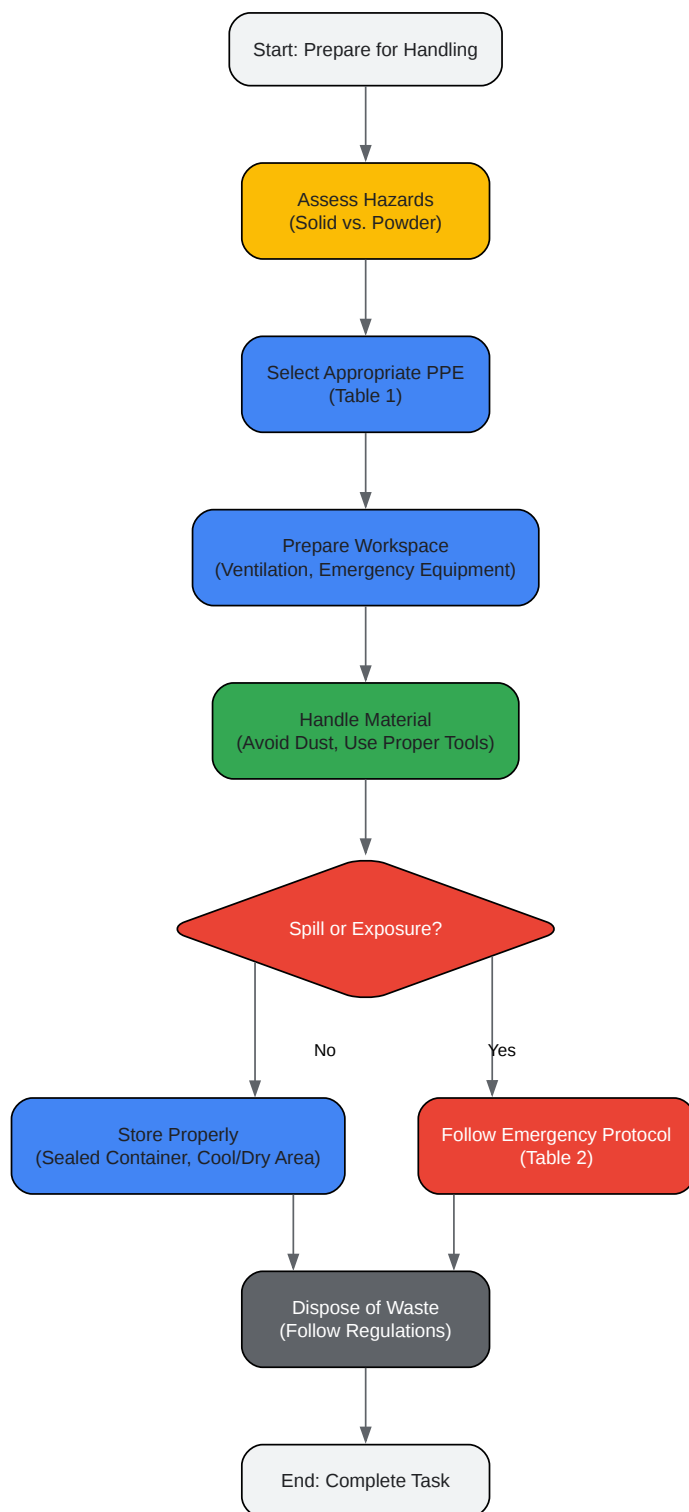 Start: Prepare for Handling
Assess Hazards
(Solid vs. Powder)
Select Appropriate PPE
(Table 1)
Prepare Workspace
(Ventilation, Emergency Equipment)
Handle Material
(Avoid Dust, Use Proper Tools)
Spill or Exposure?
No
Yes
Store Properly
(Sealed Container, Cool/Dry Area)
Follow Emergency Protocol
(Table 2)
Dispose of Waste
(Follow Regulations)
End: Complete Task